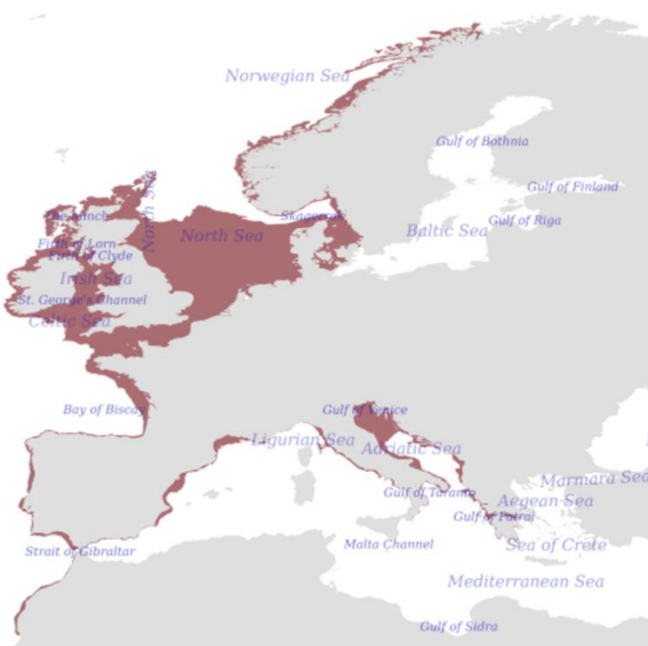 Norwegian Sea
Gulf of Bothnia
Gulf of Finland
North Sea
The Minch
Skagerrak
Gulf of Riga
Baltic Sea
North Sea
Firth of Lorn
Firth of Clyde
Irish Sea
St. George's Channel
Celtic Sea
Bay of Biscay
Gulf of Venice
Ligurian Sea
Adriatic Sea
Marmara Sea
Gulf of Taranto
Aegean Sea
Gulf of Patrai
Strait of Gibraltar
Malta Channel
Sea of Crete
Mediterranean Sea
Gulf of Sidra